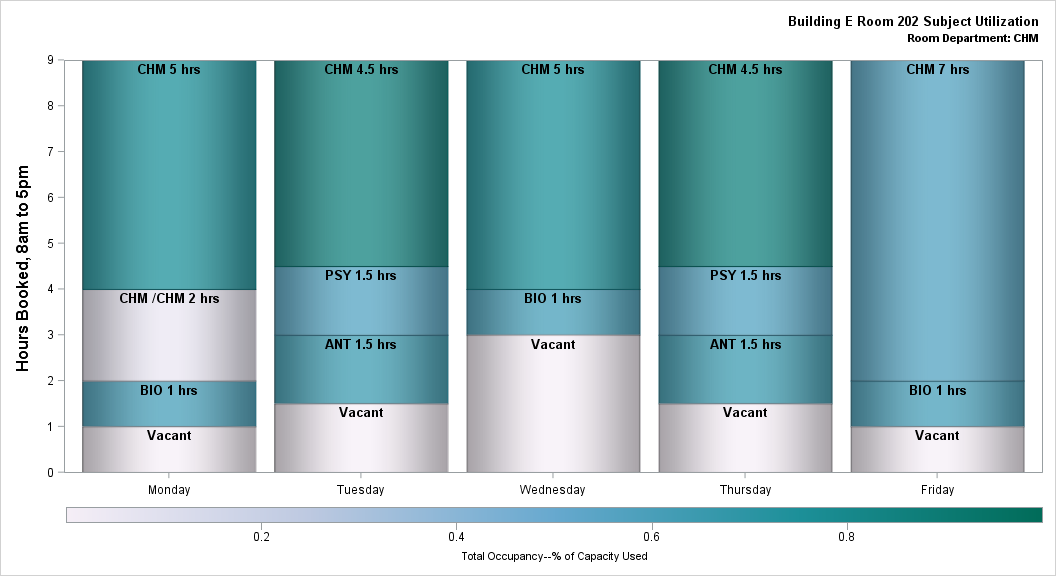 Building E Room 202 Subject Utilization
Room Department: CHM
Hours Booked, 8am to 5pm
9
8
7
6
5
4
3
2
1
0
CHM 5 hrs
CHM /CHM 2 hrs
BIO 1 hrs
Vacant
CHM 4.5 hrs
PSY 1.5 hrs
ANT 1.5 hrs
Vacant
CHM 5 hrs
BIO 1 hrs
Vacant
CHM 4.5 hrs
PSY 1.5 hrs
ANT 1.5 hrs
Vacant
CHM 7 hrs
BIO 1 hrs
Vacant
Monday Tuesday Wednesday Thursday Friday
0.2 0.4 0.6 0.8
Total Occupancy--% of Capacity Used